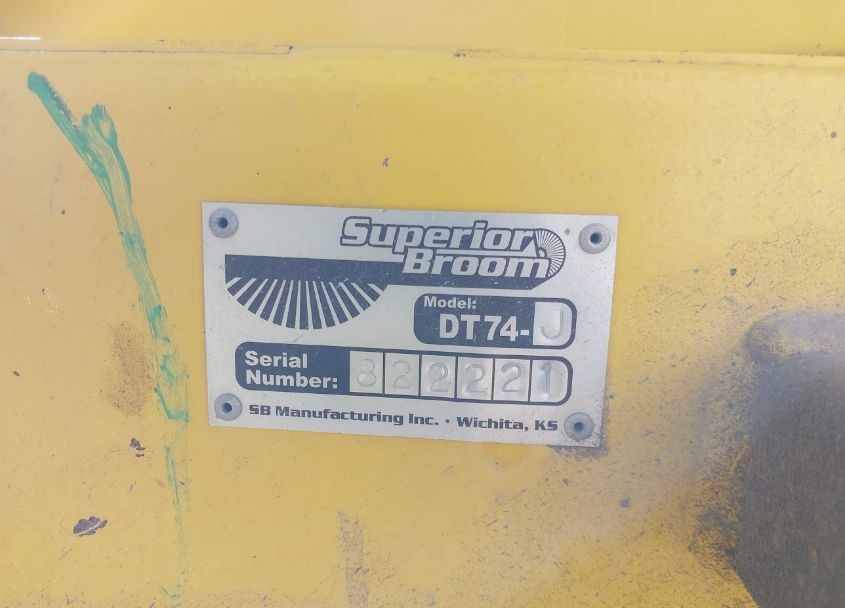 Superior
Broom
Model:
DT74-J
Serial
Number: 822221
SB Manufacturing Inc. • Wichita, KS